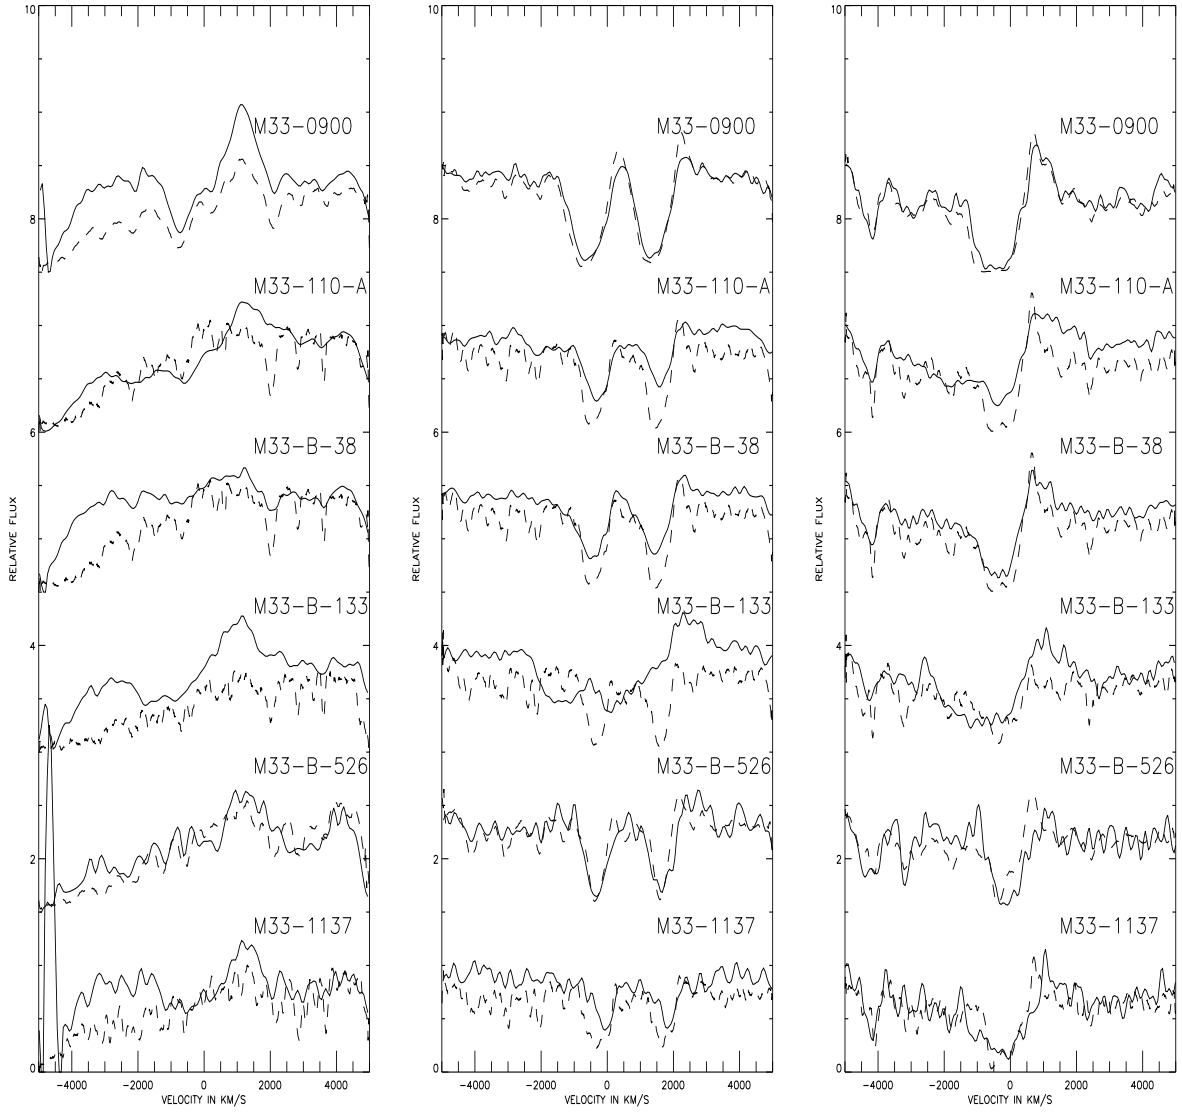 10 10 10
M33-0900 M33-0900 M33-0900
8 8 8
M33-110-A M33-110-A M33-110-A
6 6 6
M33-B-38 M33-B-38 M33-B-38
RELATIVE FLUX RELATIVE FLUX RELATIVE FLUX
M33-B-133 M33-B-133 M33-B-133
4 4 4
M33-B-526 M33-B-526 M33-B-526
2 2 2
M33-1137 M33-1137 M33-1137
0 0 0
-4000 -2000 0 2000 4000 -4000 -2000 0 2000 4000 -4000 -2000 0 2000 4000
VELOCITY IN KM/S VELOCITY IN KM/S VELOCITY IN KM/S